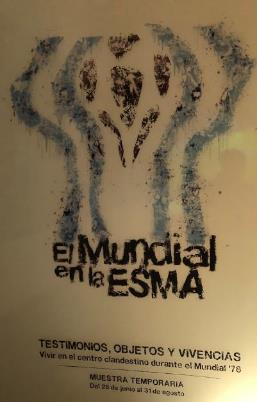 El Mundial
en la ESMA
TESTIMONIOS, OBJETOS Y VIVENCIAS
Vivir en el centro clandestino durante el Mundial '78
MUESTRA TEMPORARIA
Del 28 de junio al 31 de agosto